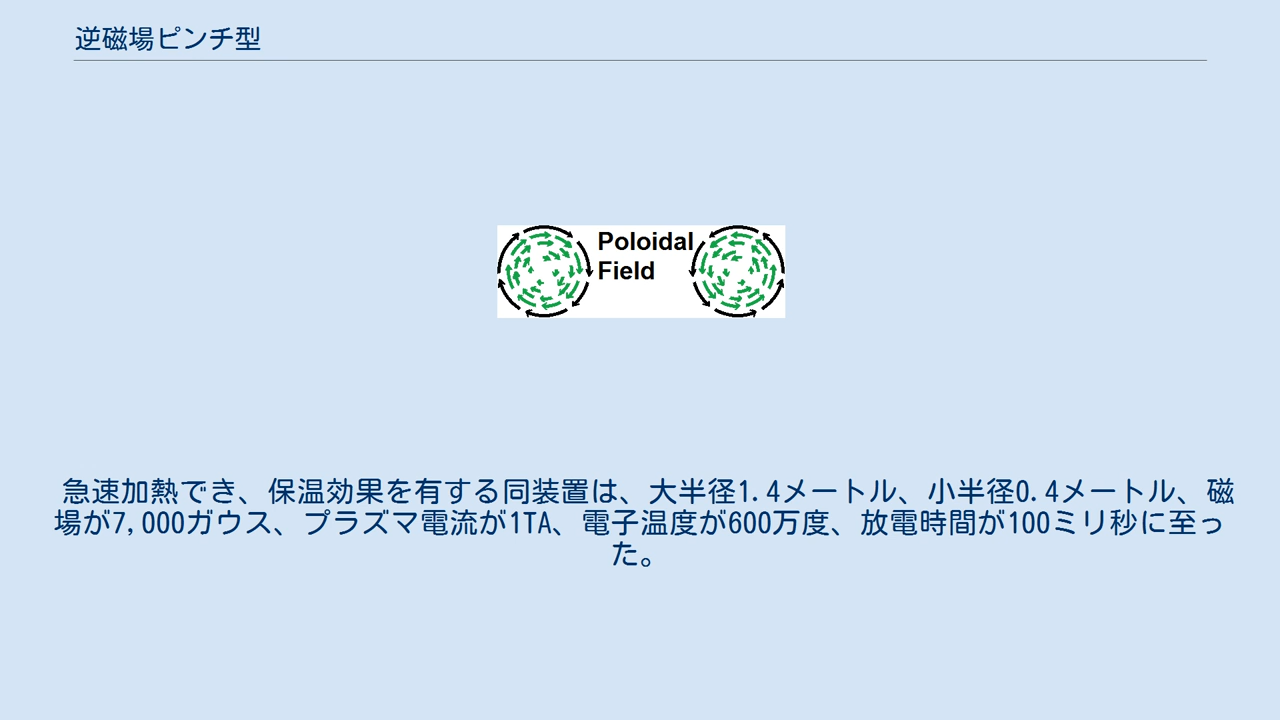 逆磁場ピンチ型
Poloidal
Field
急速加熱でき、保温効果を有する同装置は、大半径1.4メートル、小半径0.4メートル、磁
場が7,000ガウス、プラズマ電流が1TA、電子温度が600万度、放電時間が100ミリ秒に至っ
た。